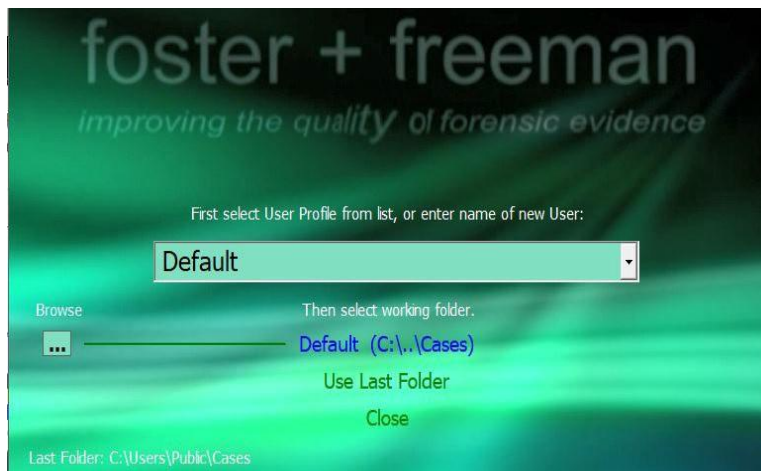 foster + freeman
improving the quality of forensic evidence
First select User Profile from list, or enter name of new User:
Default
Browse
Then select working folder.
...
Default (C:\..\Cases)
Use Last Folder
Close
Last Folder: C:\Users\Public\Cases